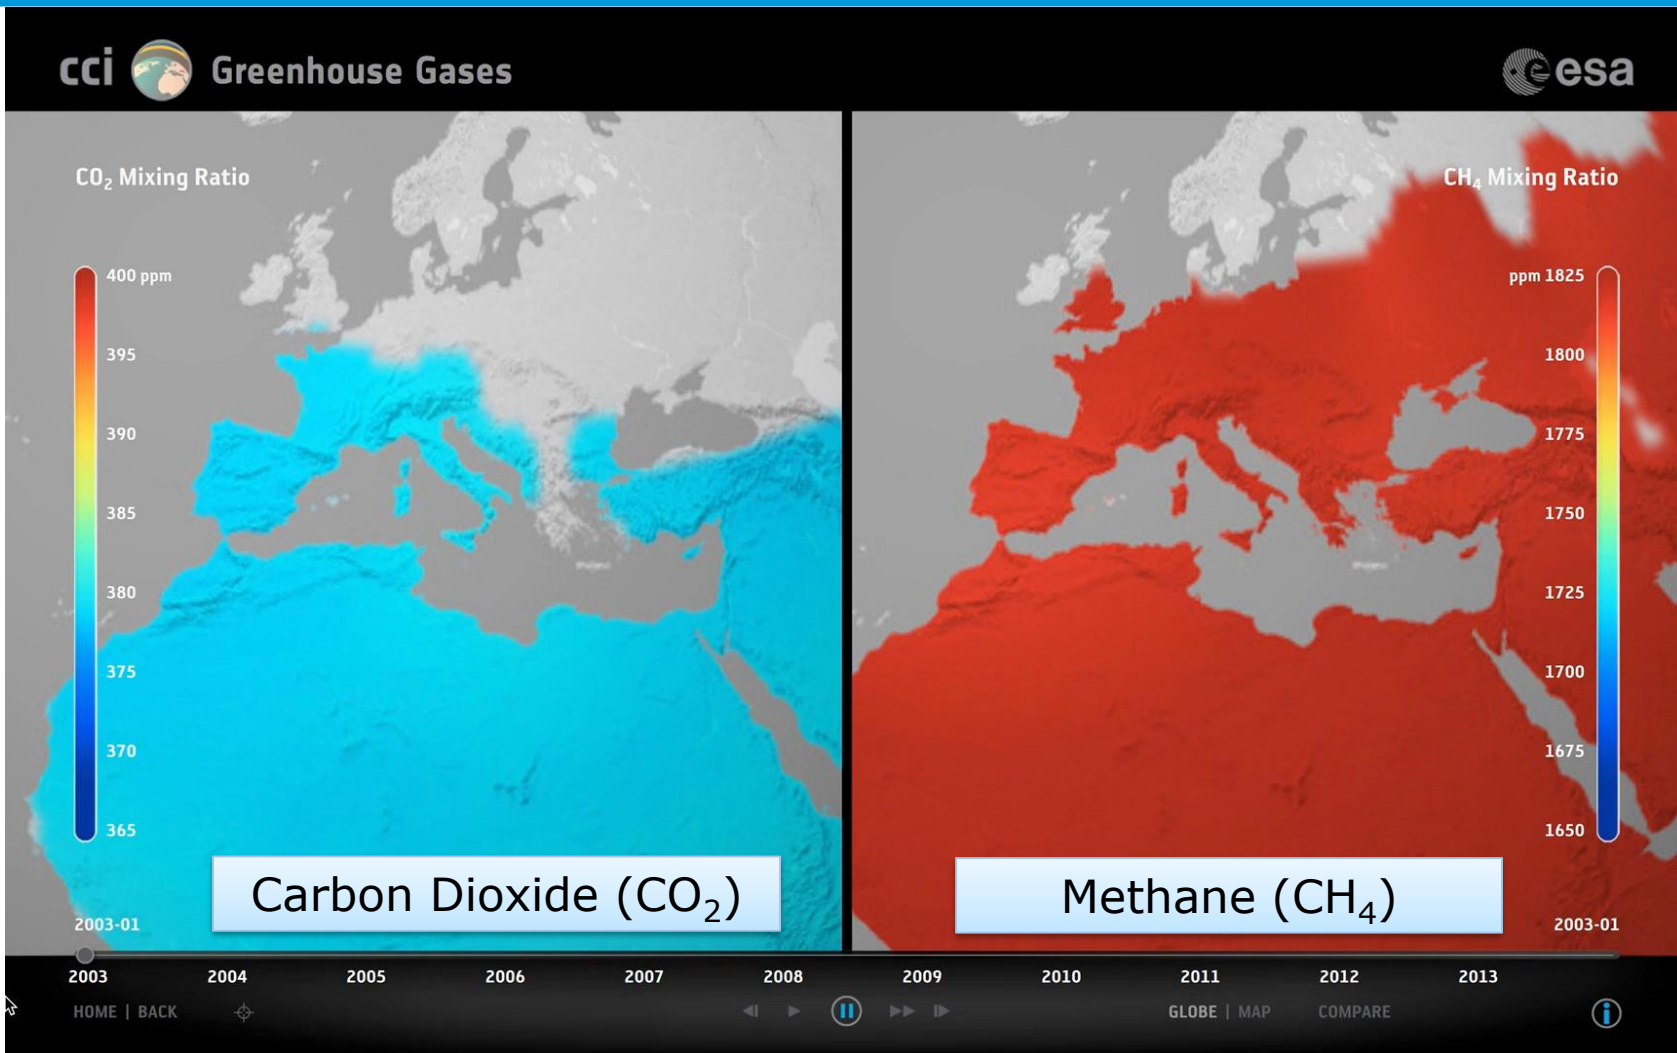 cci Greenhouse Gases
esa
CO₂ Mixing Ratio
400 ppm
395
390
385
380
375
370
365
Carbon Dioxide (CO₂)
2003-01
CH₄ Mixing Ratio
ppm 1825
1800
1775
1750
1725
1700
1675
1650
Methane (CH₄)
2003-01
2003 2004 2005 2006 2007 2008 2009 2010 2011 2012 2013
HOME | BACK GLOBE | MAP COMPARE